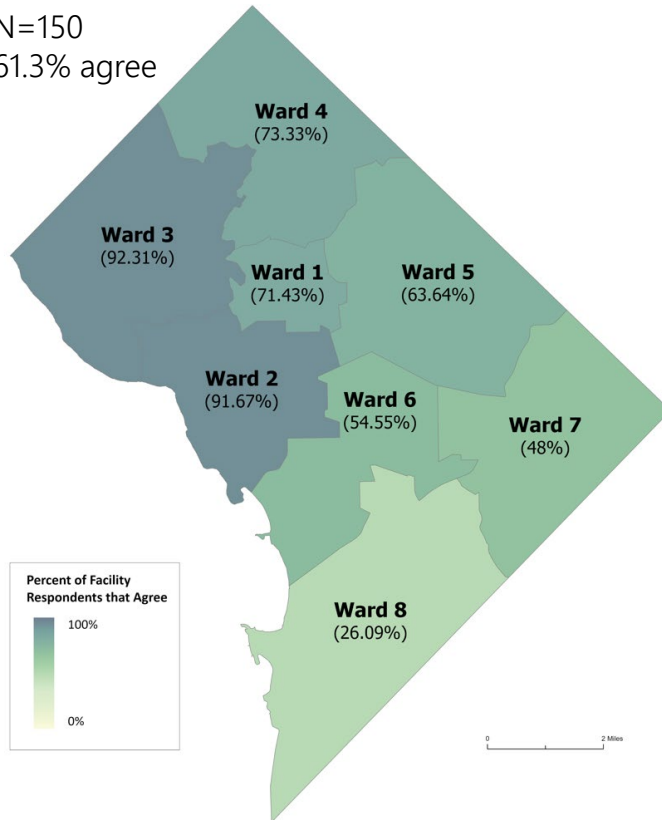 N=150
61.3% agree
Ward 4
(73.33%)
Ward 3
(92.31%)
Ward 1
(71.43%)
Ward 5
(63.64%)
Ward 2
(91.67%)
Ward 6
(54.55%)
Ward 7
(48%)
Ward 8
(26.09%)
Percent of Facility
Respondents that Agree
100%
0%
0 2 Miles